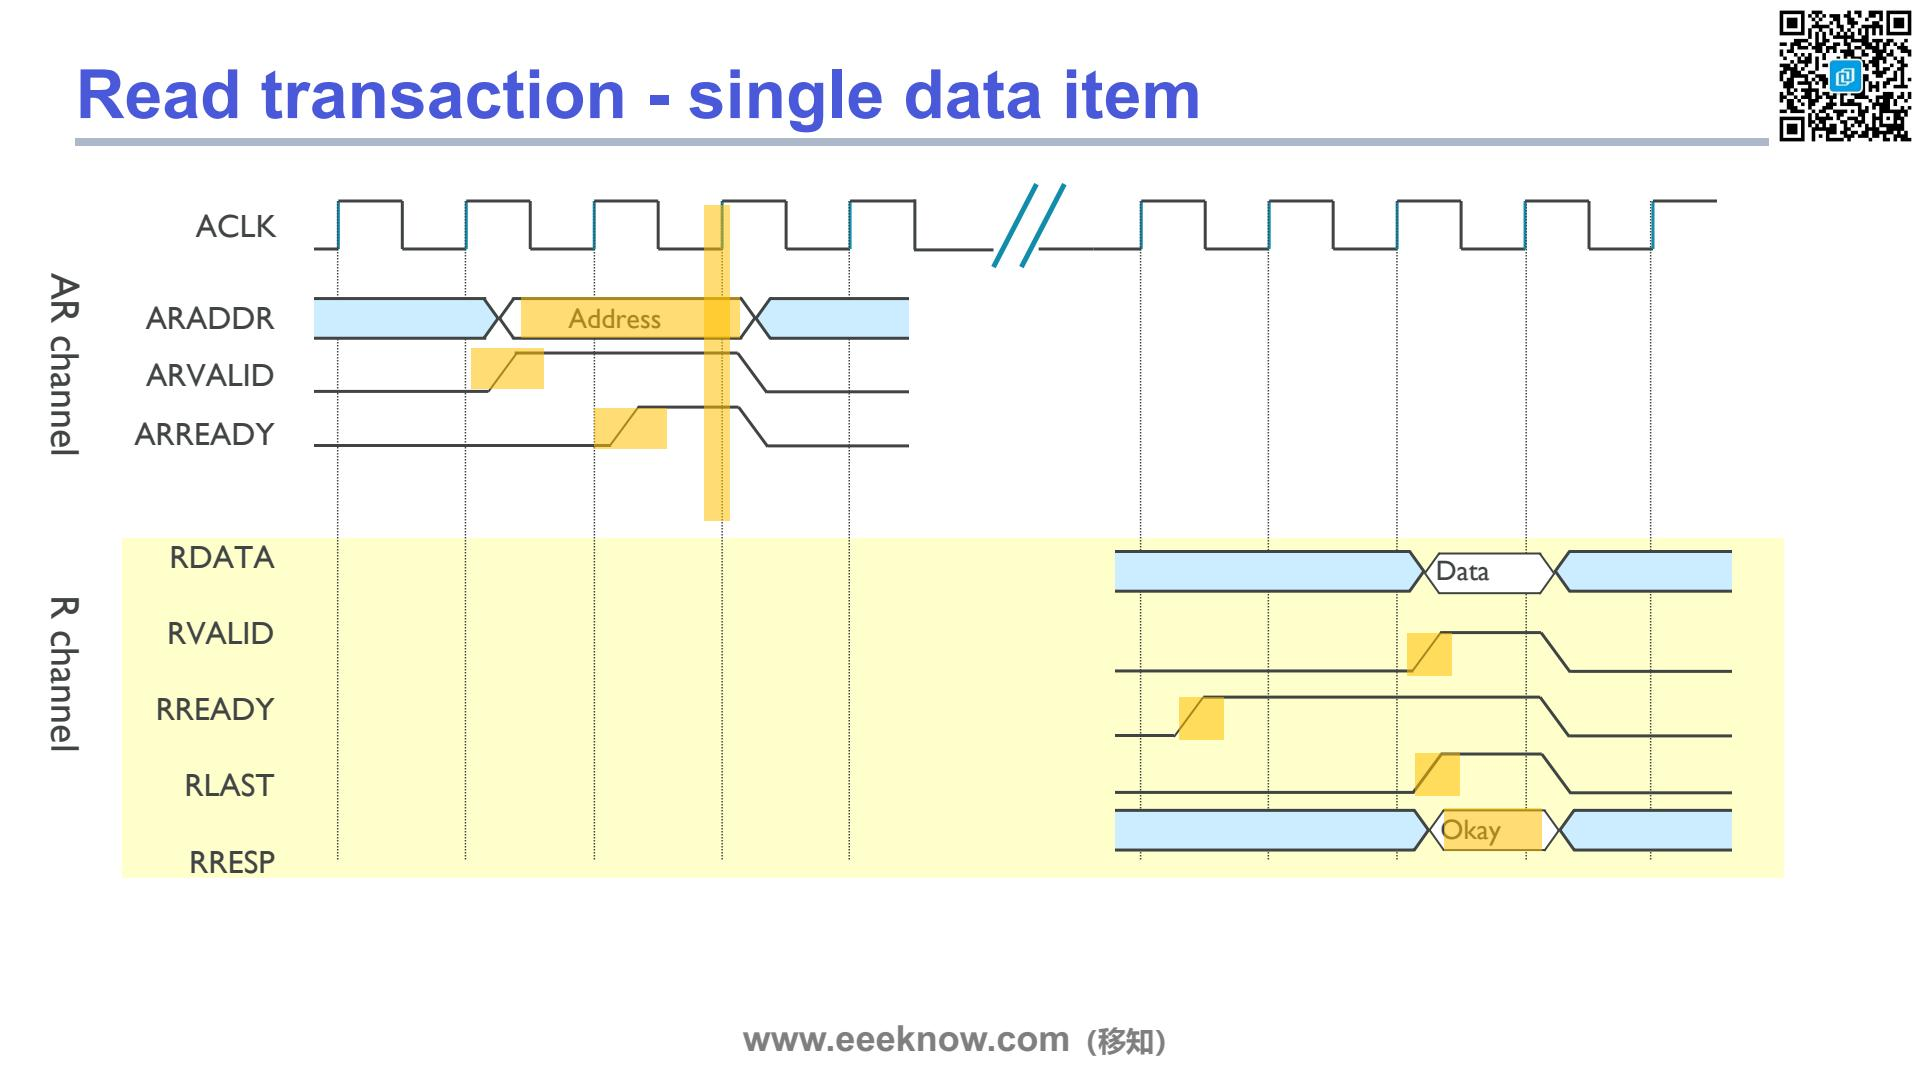 Read transaction - single data item
ACLK
AR channel
ARADDR
Address
ARVALID
ARREADY
R channel
RDATA
Data
RVALID
RREADY
RLAST
RRESP
Okay
www.eeeknow.com (移知)